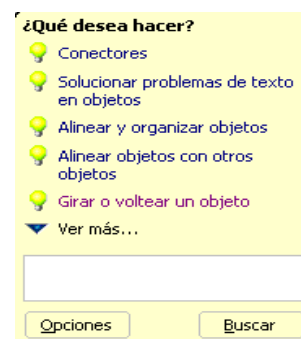 ¿Qué desea hacer?
Conectores
Solucionar problemas de texto
en objetos
Alinear y organizar objetos
Alinear objetos con otros
objetos
Girar o voltear un objeto
Ver más...
Opciones
Buscar